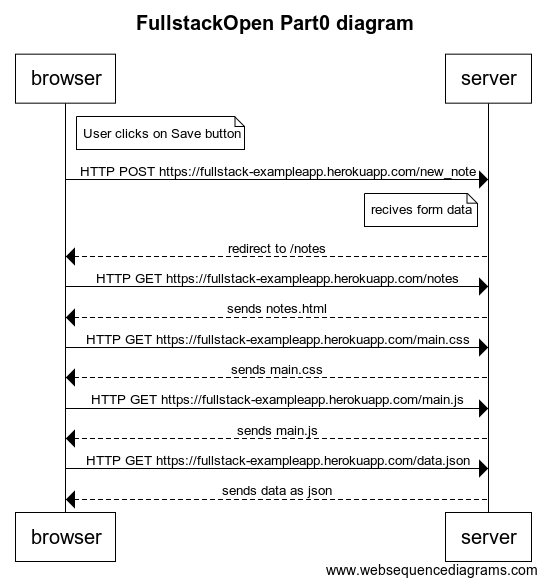 FullstackOpen Part0 diagram
browser server
User clicks on Save button
HTTP POST https://fullstack-exampleapp.herokuapp.com/new_note
recives form data
redirect to /notes
HTTP GET https://fullstack-exampleapp.herokuapp.com/notes
sends notes.html
HTTP GET https://fullstack-exampleapp.herokuapp.com/main.css
sends main.css
HTTP GET https://fullstack-exampleapp.herokuapp.com/main.js
sends main.js
HTTP GET https://fullstack-exampleapp.herokuapp.com/data.json
sends data as json
browser server
www.websequencediagrams.com